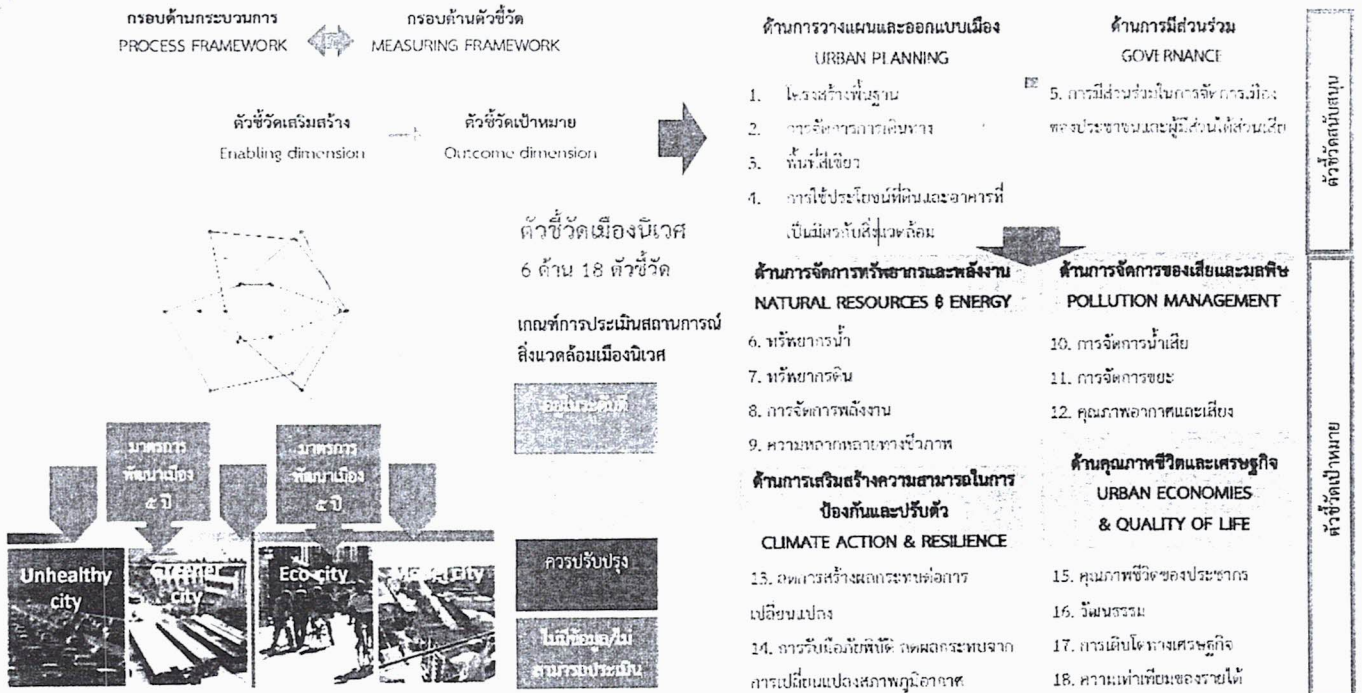 กรอบด้านกระบวนการ
PROCESS FRAMEWORK
กรอบด้านตัวชี้วัด
MEASURING FRAMEWORK
ตัวชี้วัดเสริมสร้าง
Enabling dimension
ตัวชี้วัดเป้าหมาย
Outcome dimension
ตัวชี้วัดเมืองนิเวศ
6 ด้าน 18 ตัวชี้วัด
เกณฑ์การประเมินสถานการณ์
สิ่งแวดล้อมเมืองนิเวศ
อยู่ในระดับดี
ควรปรับปรุง
ไม่มีข้อมูล/ไม่
สามารถประเมิน
มาตรการ
พัฒนาเมือง
๕ ปี
มาตรการ
พัฒนาเมือง
๕ ปี
Unhealthy
city
Greener
city
Eco city
city
ด้านการวางแผนและออกแบบเมือง
URBAN PLANNING
1. โครงสร้างพื้นฐาน
2. การจัดการการเดินทาง
3. พื้นที่สีเขียว
4. การใช้ประโยชน์ที่ดินและอาคารที่
เป็นมิตรกับสิ่งแวดล้อม
ด้านการมีส่วนร่วม
GOVERNANCE
5. การมีส่วนร่วมในการจัดการเมือง
ของประชาชนและผู้มีส่วนได้ส่วนเสีย
ตัวชี้วัดสนับสนุน
ด้านการจัดการทรัพยากรและพลังงาน
NATURAL RESOURCES & ENERGY
6. ทรัพยากรน้ำ
7. ทรัพยากรดิน
8. การจัดการพลังงาน
9. ความหลากหลายทางชีวภาพ
ด้านการจัดการของเสียและมลพิษ
POLLUTION MANAGEMENT
10. การจัดการน้ำเสีย
11. การจัดการขยะ
12. คุณภาพอากาศและเสียง
ด้านการเสริมสร้างความสามารถในการ
ป้องกันและปรับตัว
CLIMATE ACTION & RESILIENCE
13. ลดการสร้างผลกระทบต่อการ
เปลี่ยนแปลง
14. การรับมือภัยพิบัติ ลดผลกระทบจาก
การเปลี่ยนแปลงสภาพภูมิอากาศ
ด้านคุณภาพชีวิตและเศรษฐกิจ
URBAN ECONOMIES
& QUALITY OF LIFE
15. คุณภาพชีวิตของประชากร
16. วัฒนธรรม
17. การเติบโตทางเศรษฐกิจ
18. ความเท่าเทียมของรายได้
ตัวชี้วัดเป้าหมาย